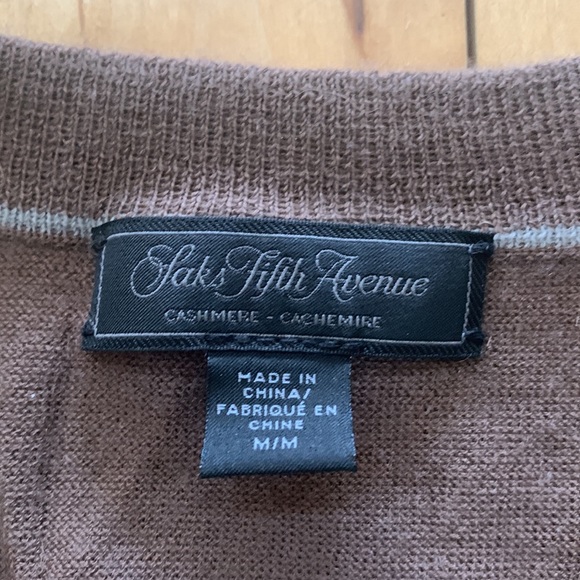 Saks Fifth Avenue
CASHMERE - CACHEMIRE
MADE IN
CHINA/
FABRIQUÉ EN
CHINE
M/M